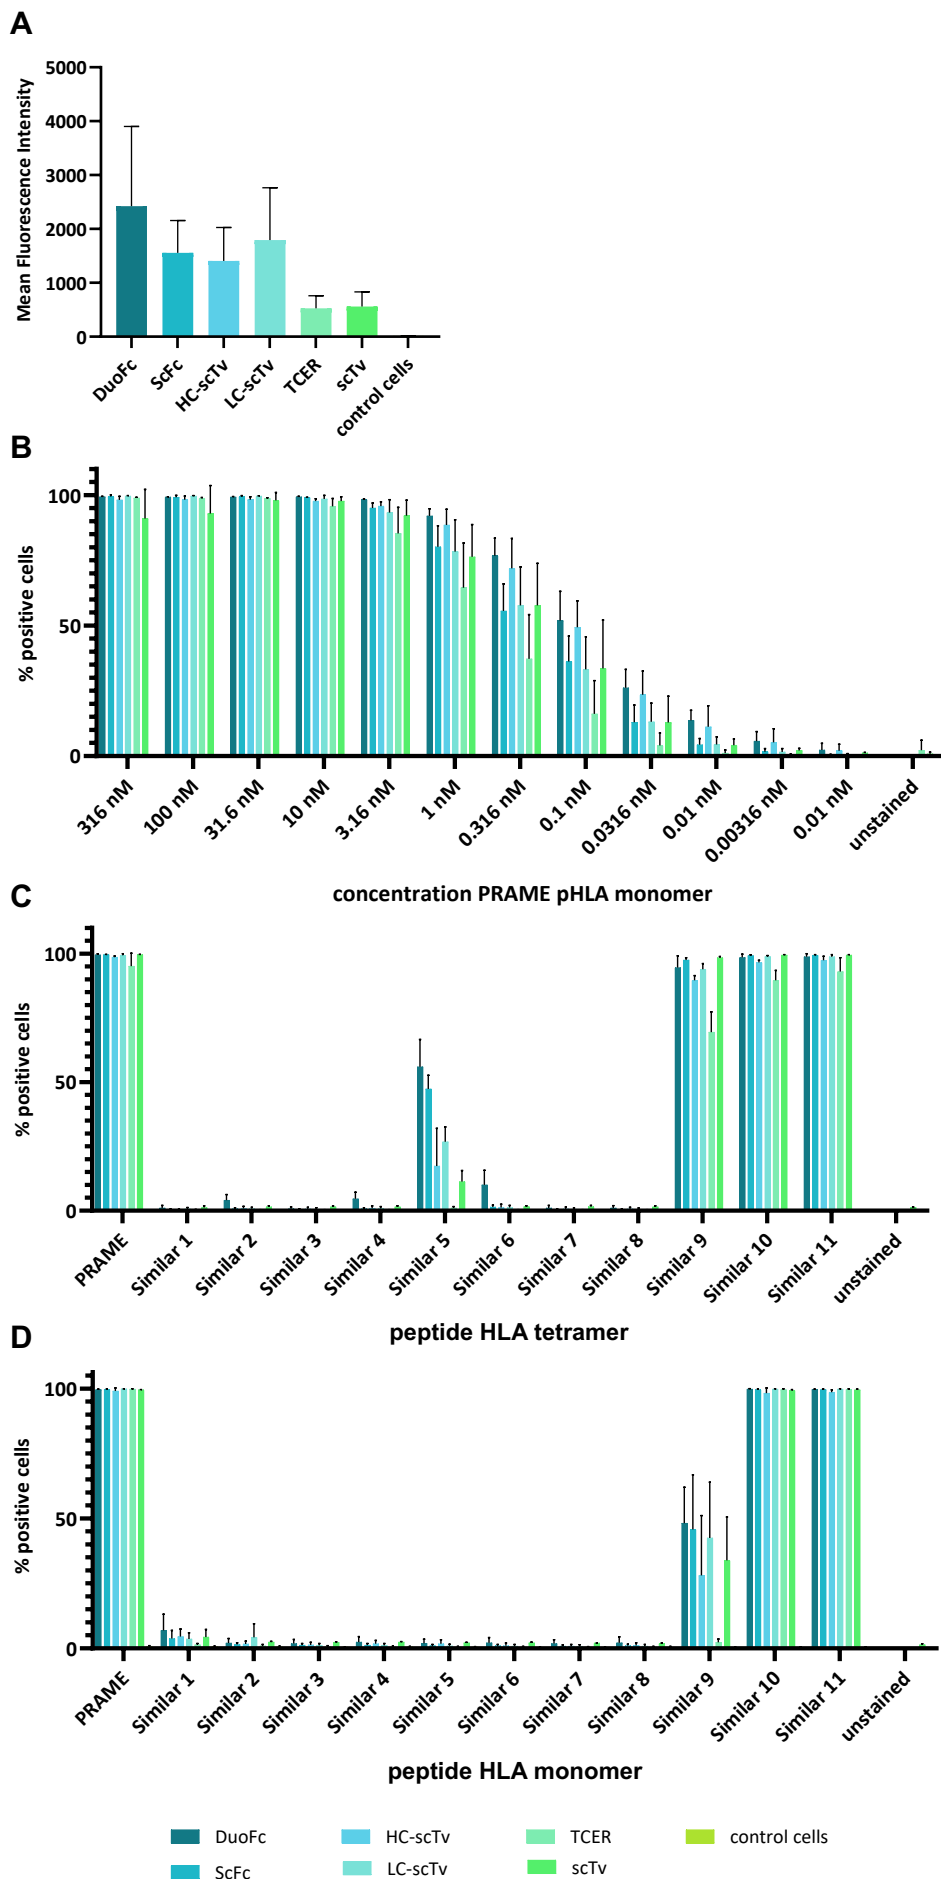 A
5000
4000
3000
2000
1000
0
Mean Fluorescence Intensity
DuoFc
ScFc
HC-scTv
LC-scTv
TCER
scTv
control cells
B
100
50
0
% positive cells
316 nM
100 nM
31.6 nM
10 nM
3.16 nM
1 nM
0.316 nM
0.1 nM
0.0316 nM
0.01 nM
0.00316 nM
0.01 nM
unstained
concentration PRAME pHLA monomer
C
100
50
0
% positive cells
PRAME
Similar 1
Similar 2
Similar 3
Similar 4
Similar 5
Similar 6
Similar 7
Similar 8
Similar 9
Similar 10
Similar 11
unstained
peptide HLA tetramer
D
100
50
0
% positive cells
PRAME
Similar 1
Similar 2
Similar 3
Similar 4
Similar 5
Similar 6
Similar 7
Similar 8
Similar 9
Similar 10
Similar 11
unstained
peptide HLA monomer
DuoFc
HC-scTv
TCER
control cells
ScFc
LC-scTv
scTv